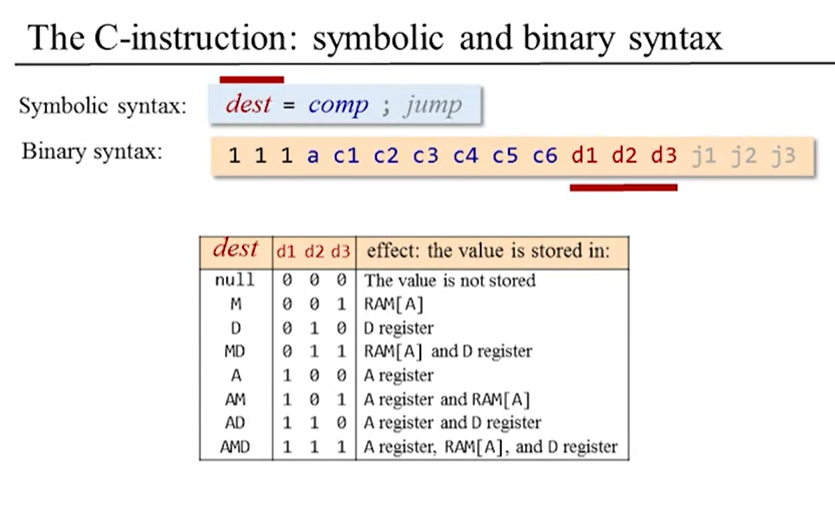 The C-instruction: symbolic and binary syntax
Symbolic syntax: dest = comp ; jump
Binary syntax: 1 1 1 a c1 c2 c3 c4 c5 c6 d1 d2 d3 j1 j2 j3
dest d1 d2 d3 effect: the value is stored in:
null 0 0 0 The value is not stored
M 0 0 1 RAM[A]
D 0 1 0 D register
MD 0 1 1 RAM[A] and D register
A 1 0 0 A register
AM 1 0 1 A register and RAM[A]
AD 1 1 0 A register and D register
AMD 1 1 1 A register, RAM[A], and D register